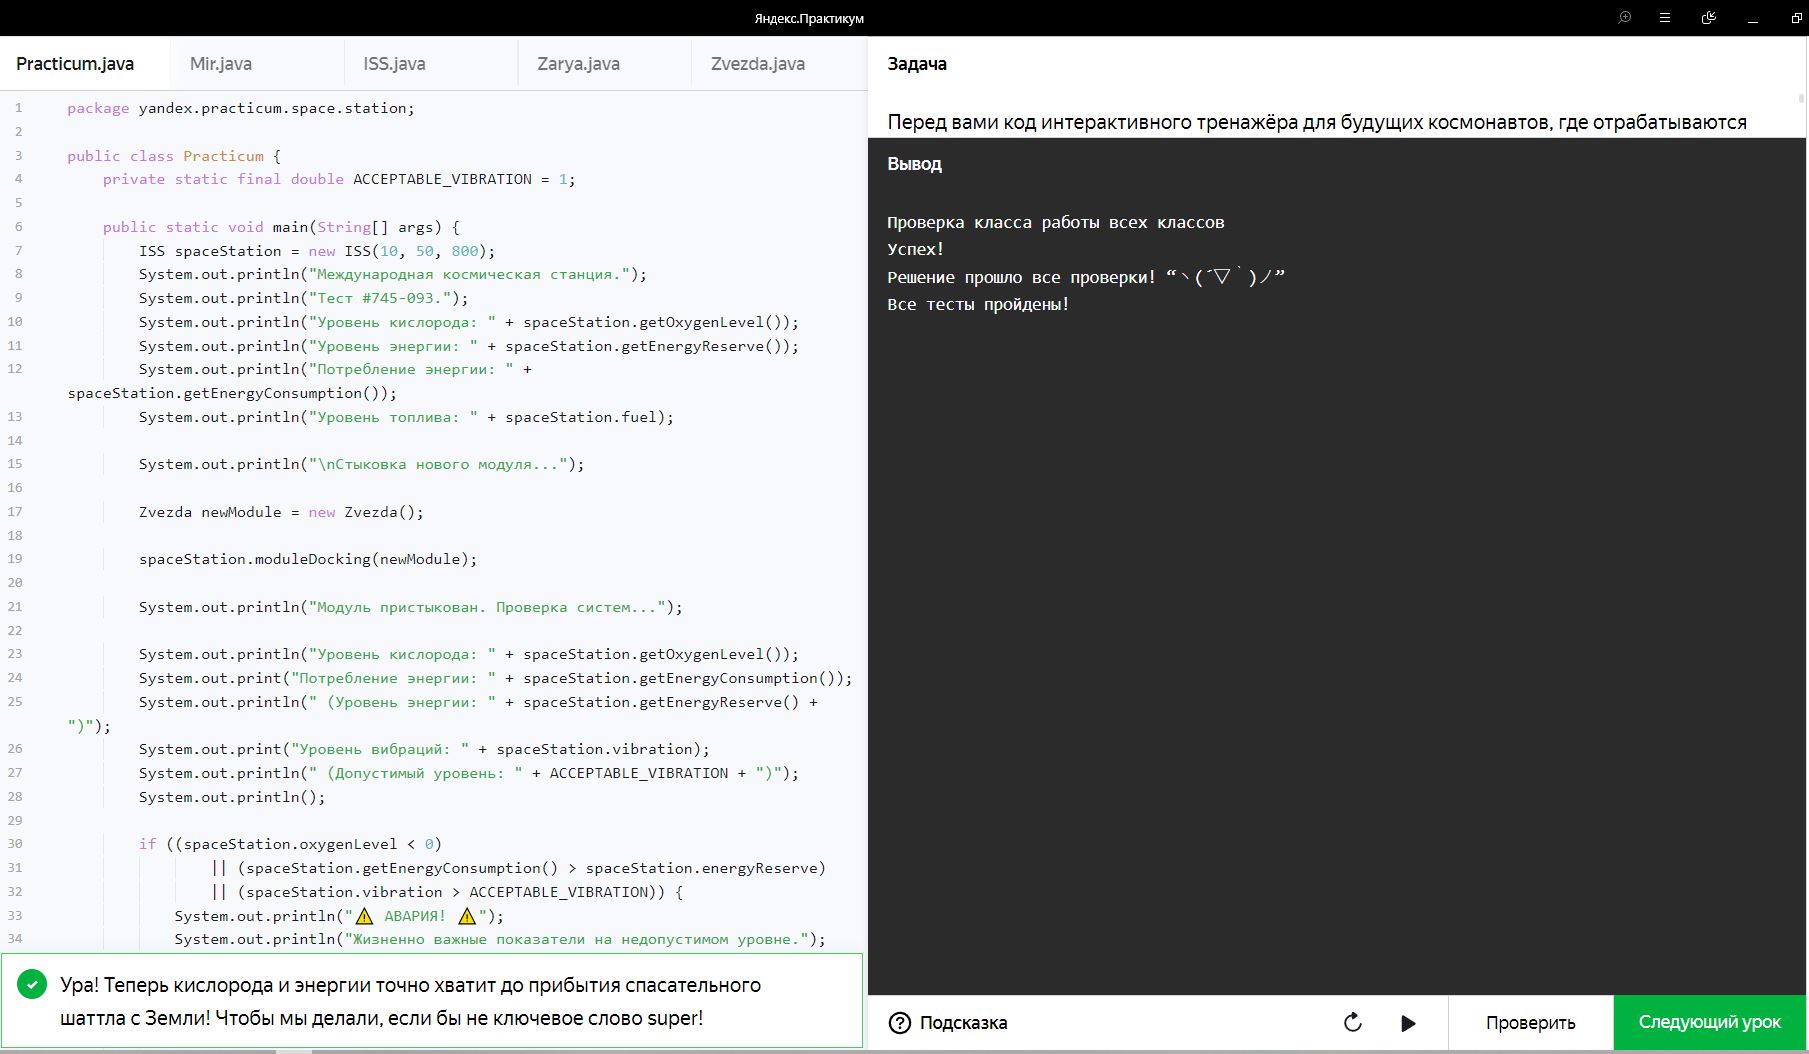 Яндекс.Практикум
Practicum.java
Mir.java
ISS.java
Zarya.java
Zvezda.java
1 package yandex.practicum.space.station;
2
3 public class Practicum {
4 private static final double ACCEPTABLE_VIBRATION = 1;
5
6 public static void main(String[] args) {
7 ISS spaceStation = new ISS(10, 50, 800);
8 System.out.println("Международная космическая станция.");
9 System.out.println("Тест #745-093.");
10 System.out.println("Уровень кислорода: " + spaceStation.getOxygenLevel());
11 System.out.println("Уровень энергии: " + spaceStation.getEnergyReserve());
12 System.out.println("Потребление энергии: " +
spaceStation.getEnergyConsumption());
13 System.out.println("Уровень топлива: " + spaceStation.fuel);
14
15 System.out.println("\nСтыковка нового модуля...");
16
17 Zvezda newModule = new Zvezda();
18
19 spaceStation.moduleDocking(newModule);
20
21 System.out.println("Модуль пристыкован. Проверка систем...");
22
23 System.out.println("Уровень кислорода: " + spaceStation.getOxygenLevel());
24 System.out.print("Потребление энергии: " + spaceStation.getEnergyConsumption());
25 System.out.println(" (Уровень энергии: " + spaceStation.getEnergyReserve() +
")");
26 System.out.print("Уровень вибраций: " + spaceStation.vibration);
27 System.out.println(" (Допустимый уровень: " + ACCEPTABLE_VIBRATION + ")");
28 System.out.println();
29
30 if ((spaceStation.oxygenLevel < 0)
31 || (spaceStation.getEnergyConsumption() > spaceStation.energyReserve)
32 || (spaceStation.vibration > ACCEPTABLE_VIBRATION)) {
33 System.out.println("⚠ АВАРИЯ! ⚠");
34 System.out.println("Жизненно важные показатели на недопустимом уровне.");
Ура! Теперь кислорода и энергии точно хватит до прибытия спасательного
шаттла с Земли! Чтобы мы делали, если бы не ключевое слово super!
Задача
Перед вами код интерактивного тренажёра для будущих космонавтов, где отрабатываются
Вывод
Проверка класса работы всех классов
Успех!
Решение прошло все проверки! “ヽ(´▽｀)ノ”
Все тесты пройдены!
Подсказка
Проверить
Следующий урок